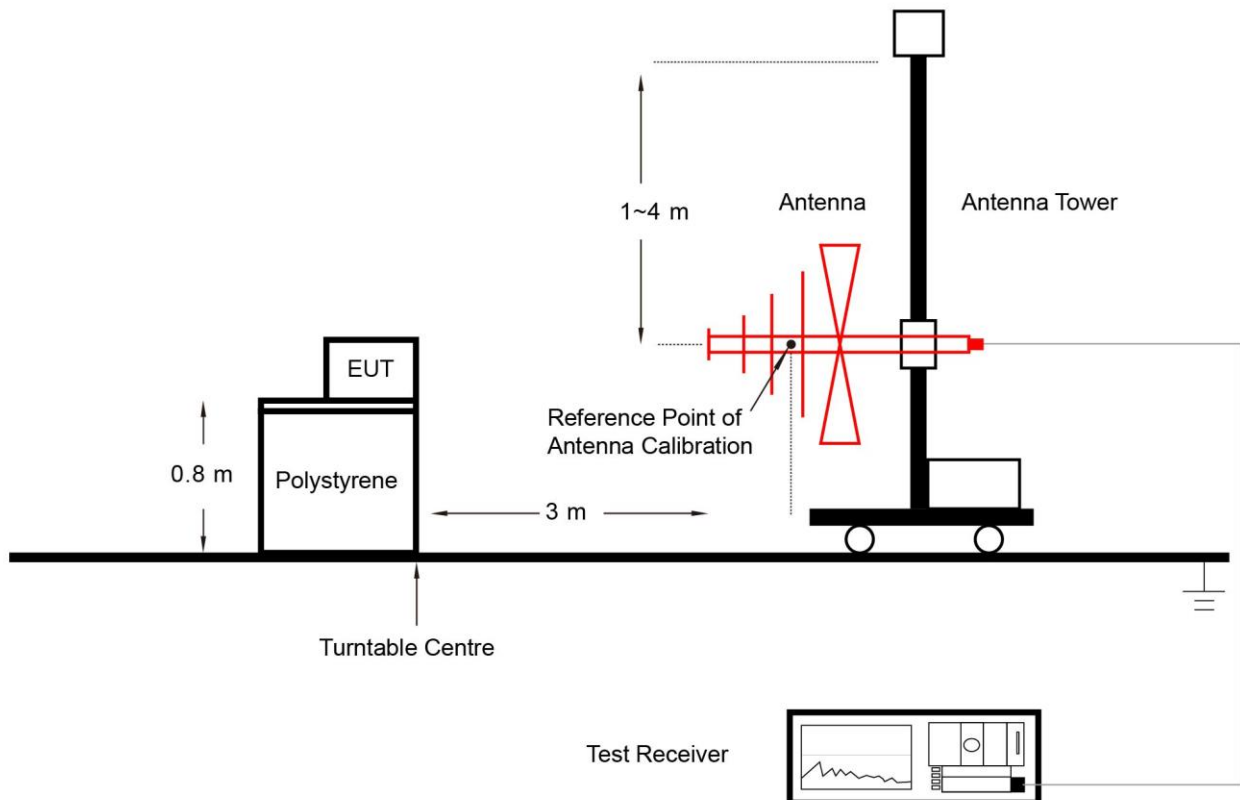 1~4 m
Antenna
Antenna Tower
EUT
Reference Point of
Antenna Calibration
0.8 m
Polystyrene
3 m
Turntable Centre
Test Receiver